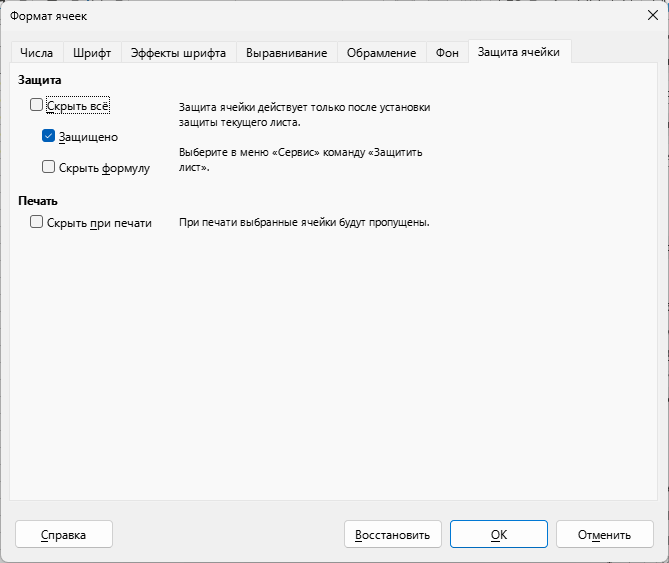 Формат ячеек
Числа Шрифт Эффекты шрифта Выравнивание Обрамление Фон Защита ячейки
Защита
Скрыть всё
Защита ячейки действует только после установки
защиты текущего листа.
Защищено
Выберите в меню «Сервис» команду «Защитить
лист».
Скрыть формулу
Печать
Скрыть при печати
При печати выбранные ячейки будут пропущены.
Справка Восстановить ОК Отменить